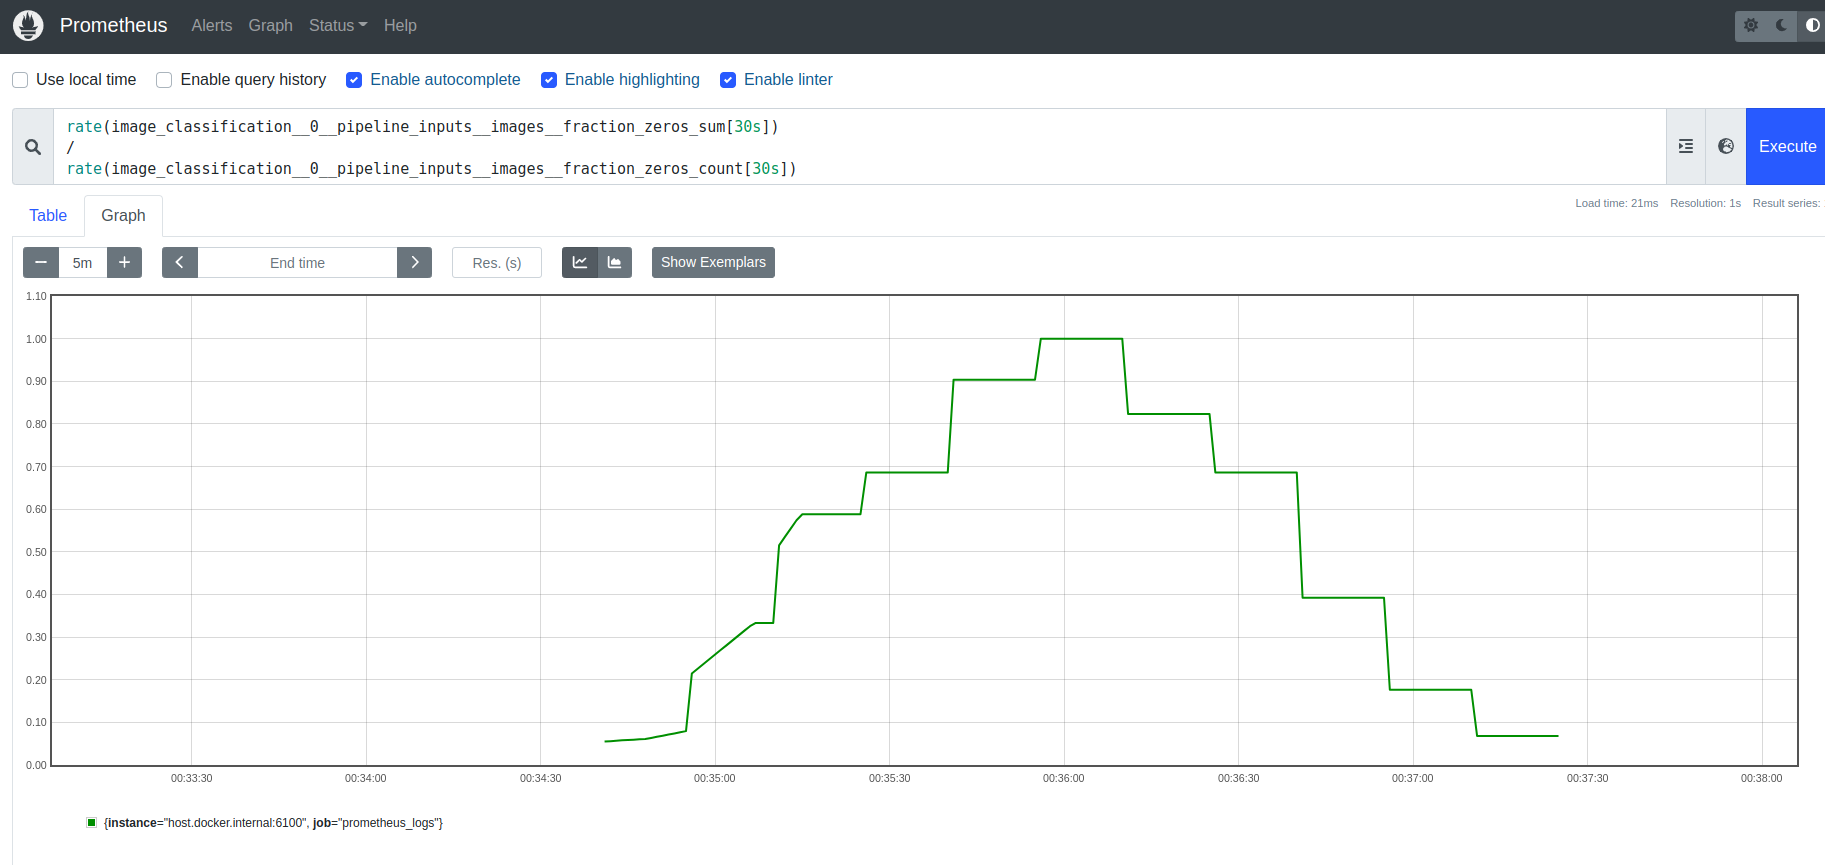 Prometheus Alerts Graph Status Help
Use local time Enable query history Enable autocomplete Enable highlighting Enable linter
rate(image_classification__0__pipeline_inputs__images__fraction_zeros_sum[30s])
/
rate(image_classification__0__pipeline_inputs__images__fraction_zeros_count[30s])
Execute
Load time: 21ms Resolution: 1s Result series:
Table Graph
5m End time Res. (s) Show Exemplars
1.10
1.00
0.90
0.80
0.70
0.60
0.50
0.40
0.30
0.20
0.10
0.00
00:33:30 00:34:00 00:34:30 00:35:00 00:35:30 00:36:00 00:36:30 00:37:00 00:37:30 00:38:00
{instance="host.docker.internal:6100", job="prometheus_logs"}